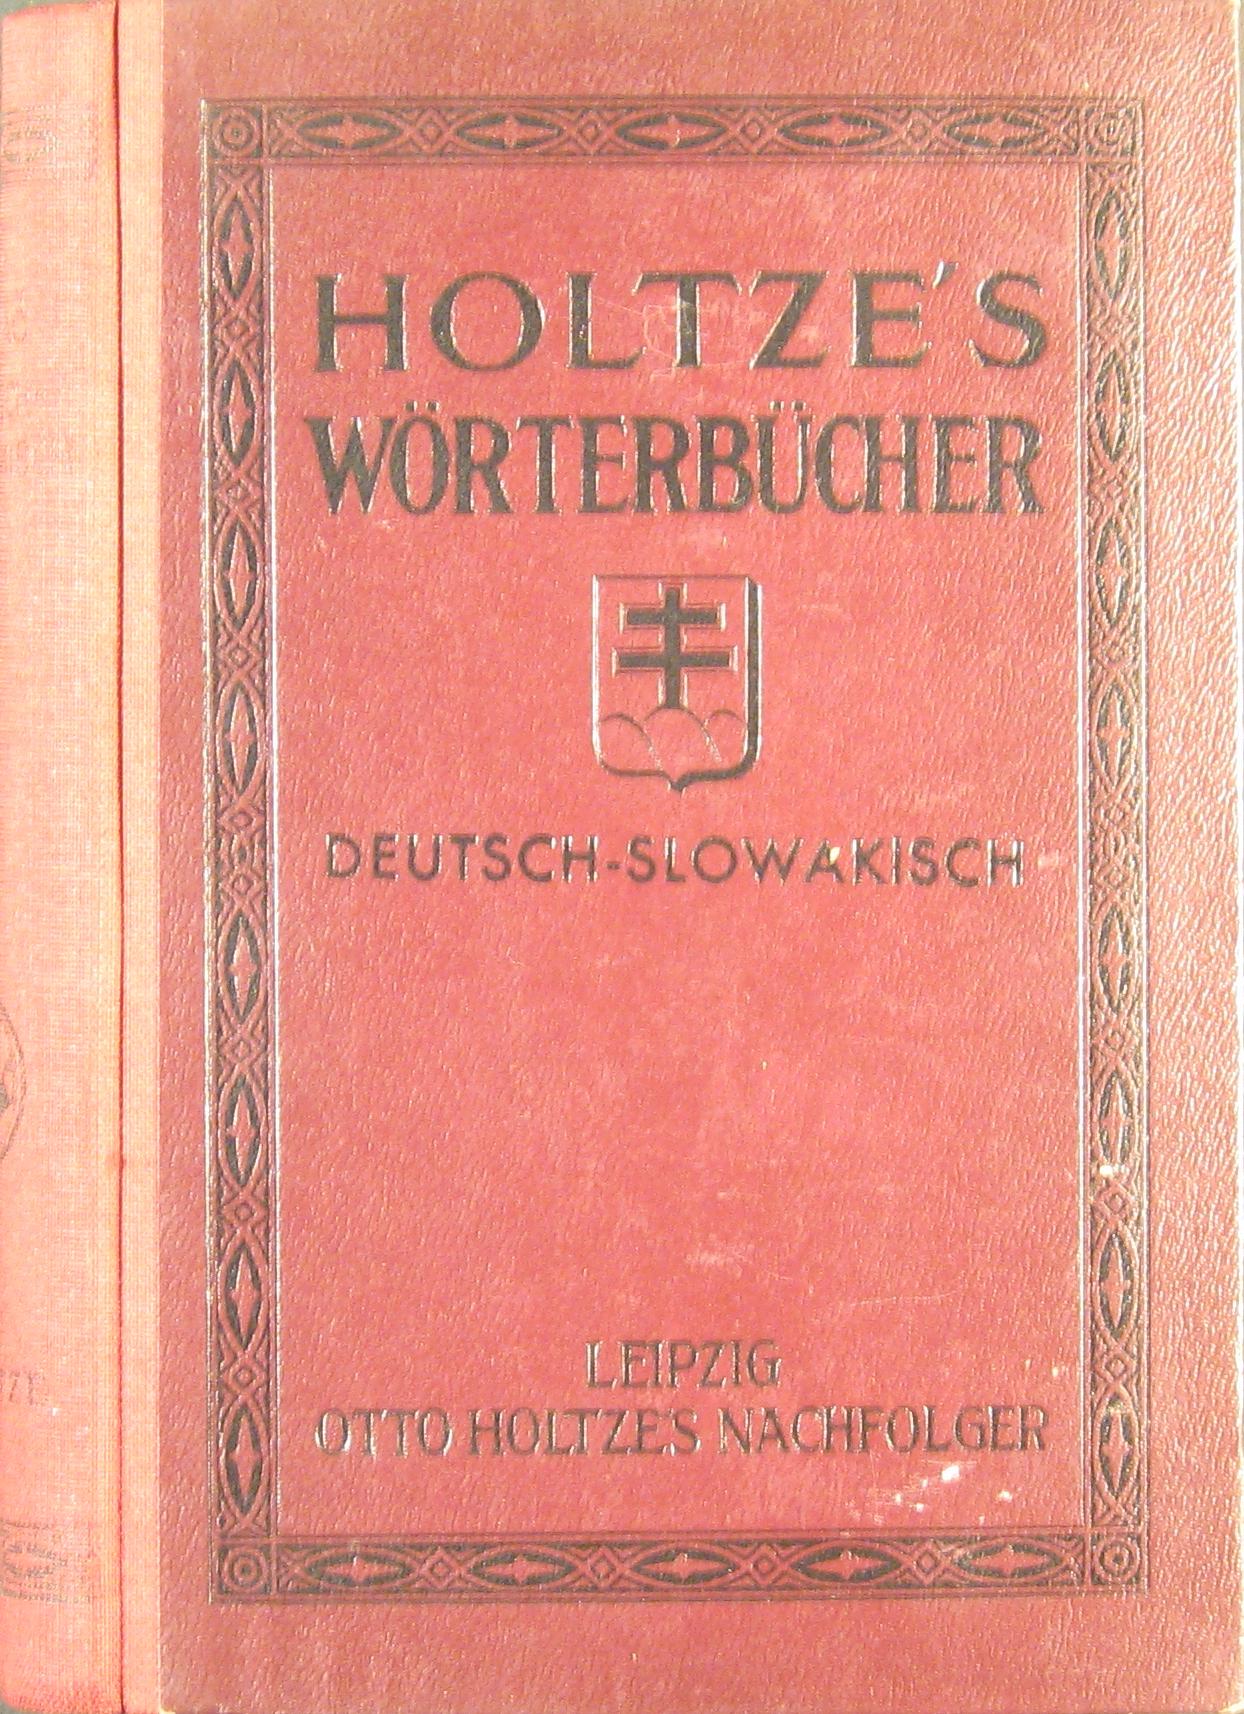 HOLTZE'S
WÖRTERBÜCHER
DEUTSCH-SLOWAKISCH
LEIPZIG
OTTO HOLTZE'S NACHFOLGER